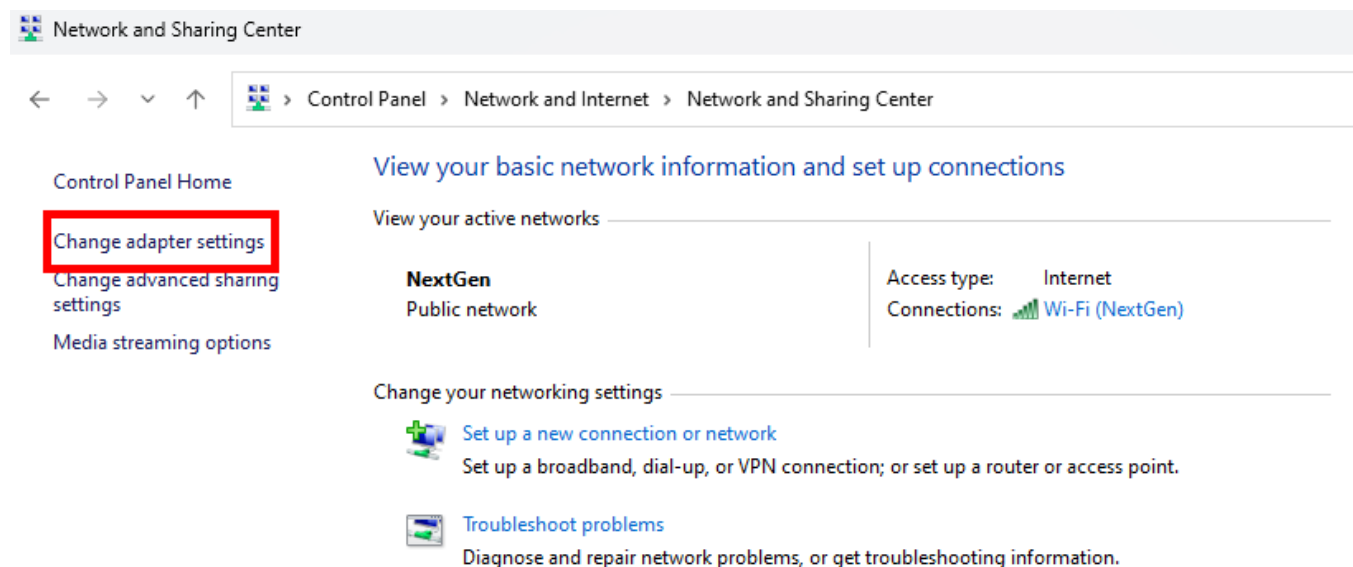 Network and Sharing Center
Control Panel > Network and Internet > Network and Sharing Center
Control Panel Home
Change adapter settings
Change advanced sharing
settings
Media streaming options
View your basic network information and set up connections
View your active networks
NextGen
Public network
Access type: Internet
Connections: Wi-Fi (NextGen)
Change your networking settings
Set up a new connection or network
Set up a broadband, dial-up, or VPN connection; or set up a router or access point.
Troubleshoot problems
Diagnose and repair network problems, or get troubleshooting information.